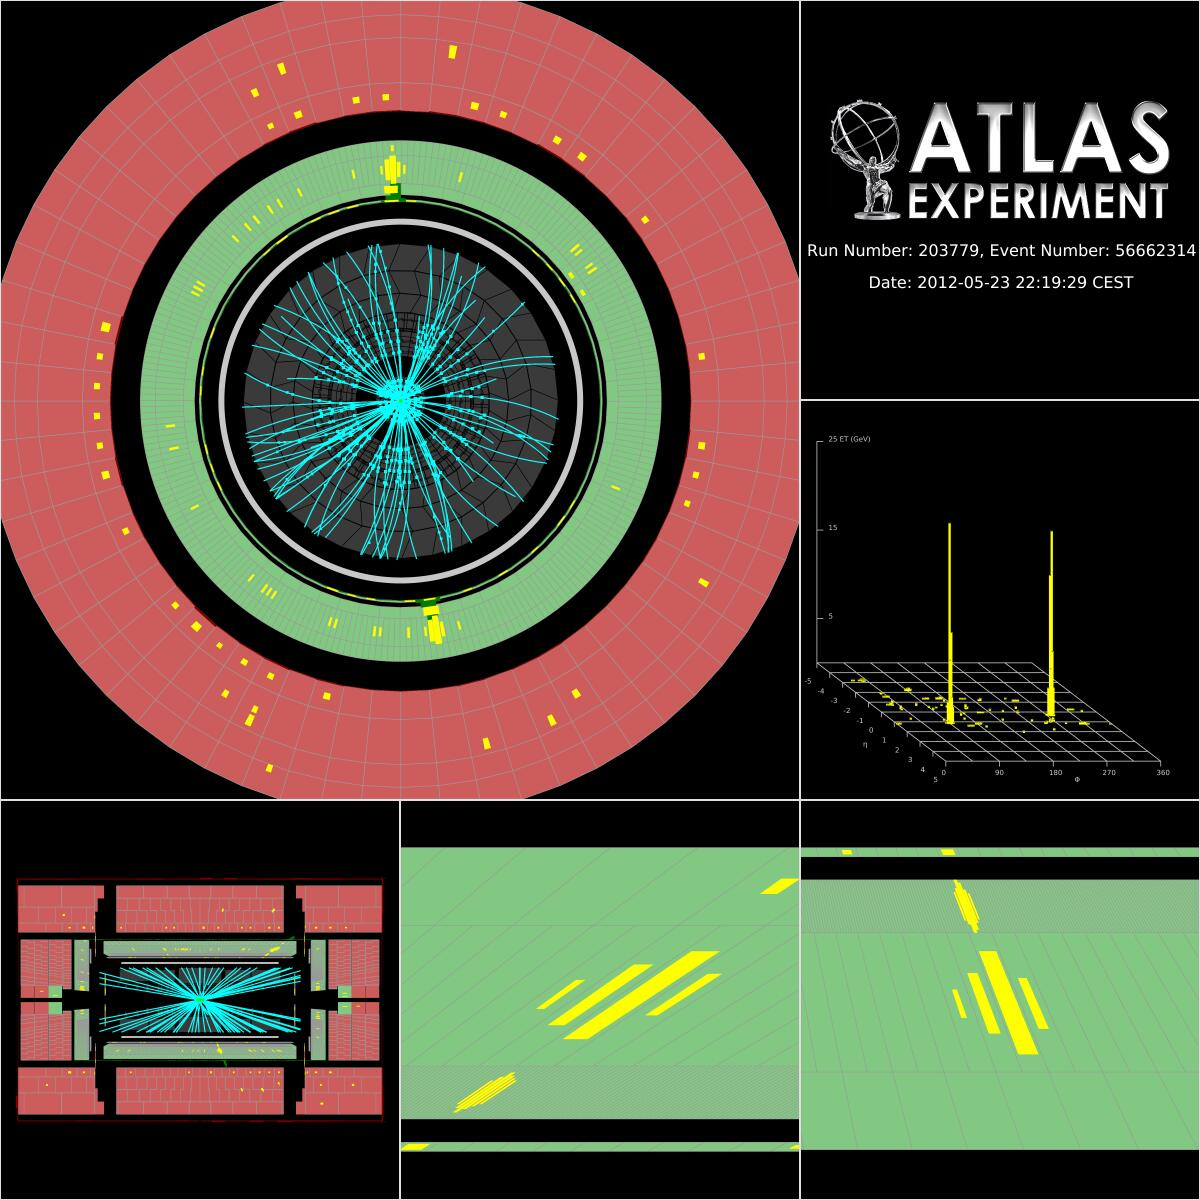 ATLAS
EXPERIMENT
Run Number: 203779, Event Number: 56662314
Date: 2012-05-23 22:19:29 CEST
25 ET (GeV)
15
5
-5
-4
-3
-2
-1
0
1
2
3
4
5
η
0
90
180
270
360
Φ